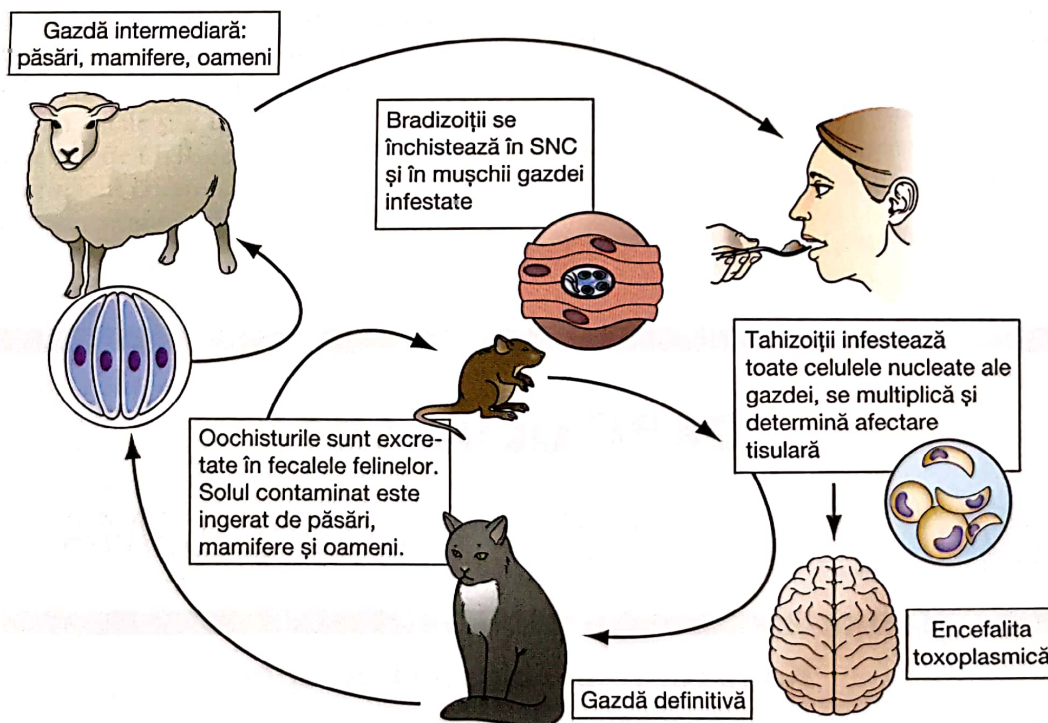 Gazdă intermediară:
păsări, mamifere, oameni
Bradizoiții se
închistează în SNC
și în mușchii gazdei
infestate
Tahizoiții infestează
toate celulele nucleate ale
gazdei, se multiplică și
determină afectare
tisulară
Oochisturile sunt excre-
tate în fecalele felinelor.
Solul contaminat este
ingerat de păsări,
mamifere și oameni.
Encefalita
toxoplasmică
Gazdă definitivă